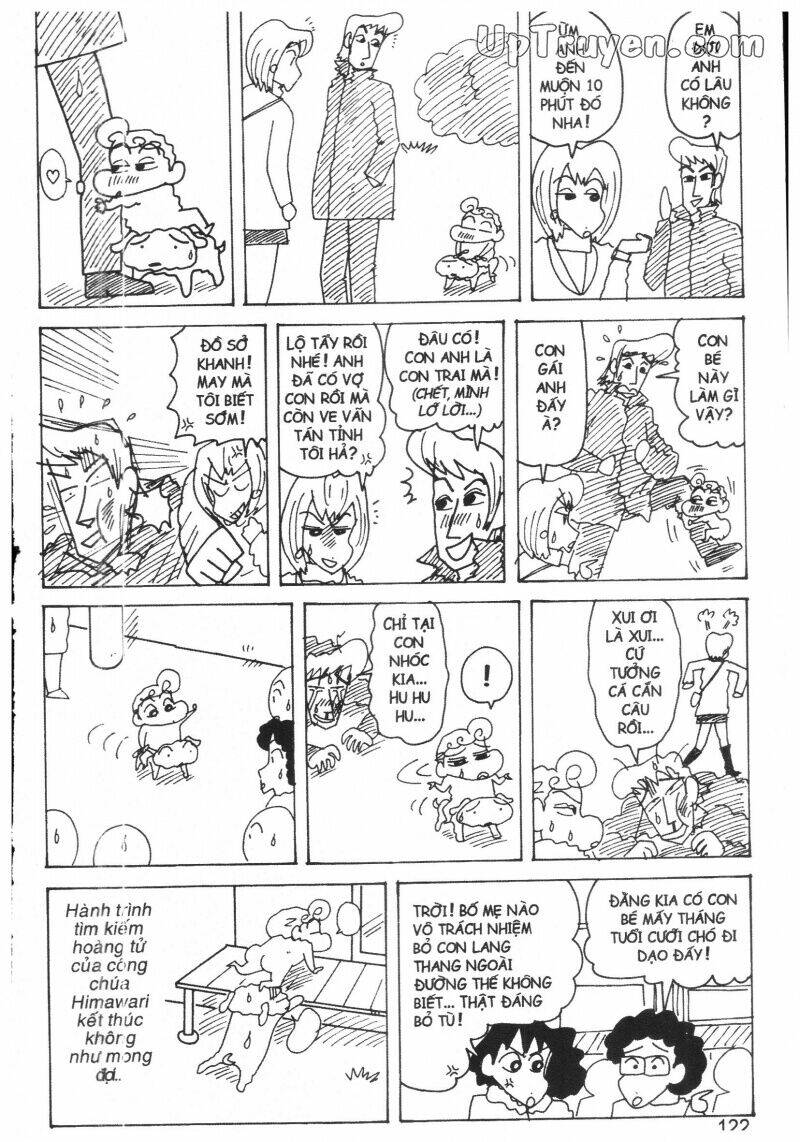 UpTruyen.com
EM
ĐỢI
ANH
CÓ LÂU
KHÔNG
?
ỪM
ANH
ĐẾN
MUỘN 10
PHÚT ĐÓ
NHA!
CON
BÉ
NÀY
LÀM GÌ
VẬY?
CON
GÁI
ANH
ĐẤY
À?
ĐÂU CÓ!
CON ANH LÀ
CON TRAI MÀ!
(CHẾT, MÌNH
LỠ LỜI...)
LỘ TẨY RỒI
NHÉ! ANH
ĐÃ CÓ VỢ
CON RỒI MÀ
CÒN VE VÃN
TÁN TỈNH
TÔI HẢ?
ĐỒ SỞ
KHANH!
MAY MÀ
TÔI BIẾT
SỚM!
XUI ƠI
LÀ XUI...
CỨ
TƯỞNG
CÁ CẮN
CÂU
RỒI...
!
CHỈ TẠI
CON
NHÓC
KIA...
HU HU
HU...
ĐẰNG KIA CÓ CON
BÉ MẤY THÁNG
TUỔI CƯỠI CHÓ ĐI
DẠO ĐẤY!
TRỜI! BỐ MẸ NÀO
VÔ TRÁCH NHIỆM
BỎ CON LANG
THANG NGOÀI
ĐƯỜNG THẾ KHÔNG
BIẾT... THẬT ĐÁNG
BỎ TÙ!
Hành trình
tìm kiếm
hoàng tử
của công
chúa
Himawari
kết thúc
không
như mong
đợi..
122